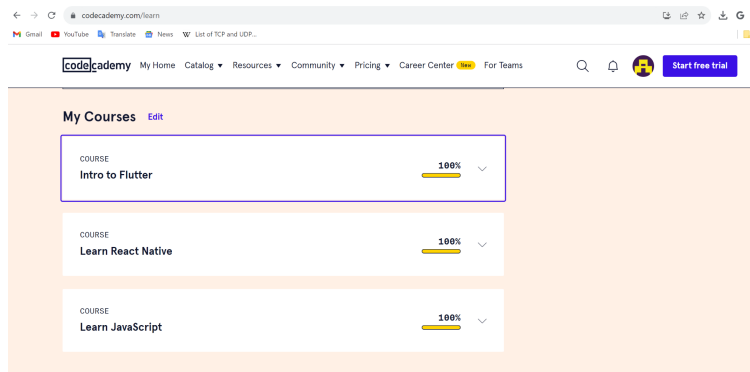 codecademy.com/learn
G
Gmail YouTube Translate News W List of TCP and UDP...
codecademy My Home Catalog Resources Community Pricing Career Center New For Teams Start free trial
My Courses Edit
COURSE
100%
Intro to Flutter
COURSE
100%
Learn React Native
COURSE
100%
Learn JavaScript